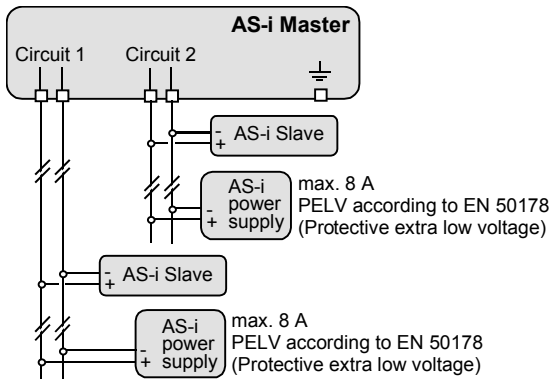 AS-i Master
Circuit 1
Circuit 2
- AS-i Slave
+
AS-i
power
- supply
+
max. 8 A
PELV according to EN 50178
(Protective extra low voltage)
- AS-i Slave
+
AS-i
power
- supply
+
max. 8 A
PELV according to EN 50178
(Protective extra low voltage)